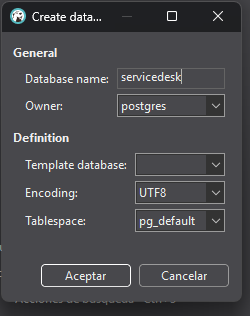 Create data...
General
Database name: servicedesk
Owner: postgres
Definition
Template database:
Encoding: UTF8
Tablespace: pg_default
Aceptar Cancelar